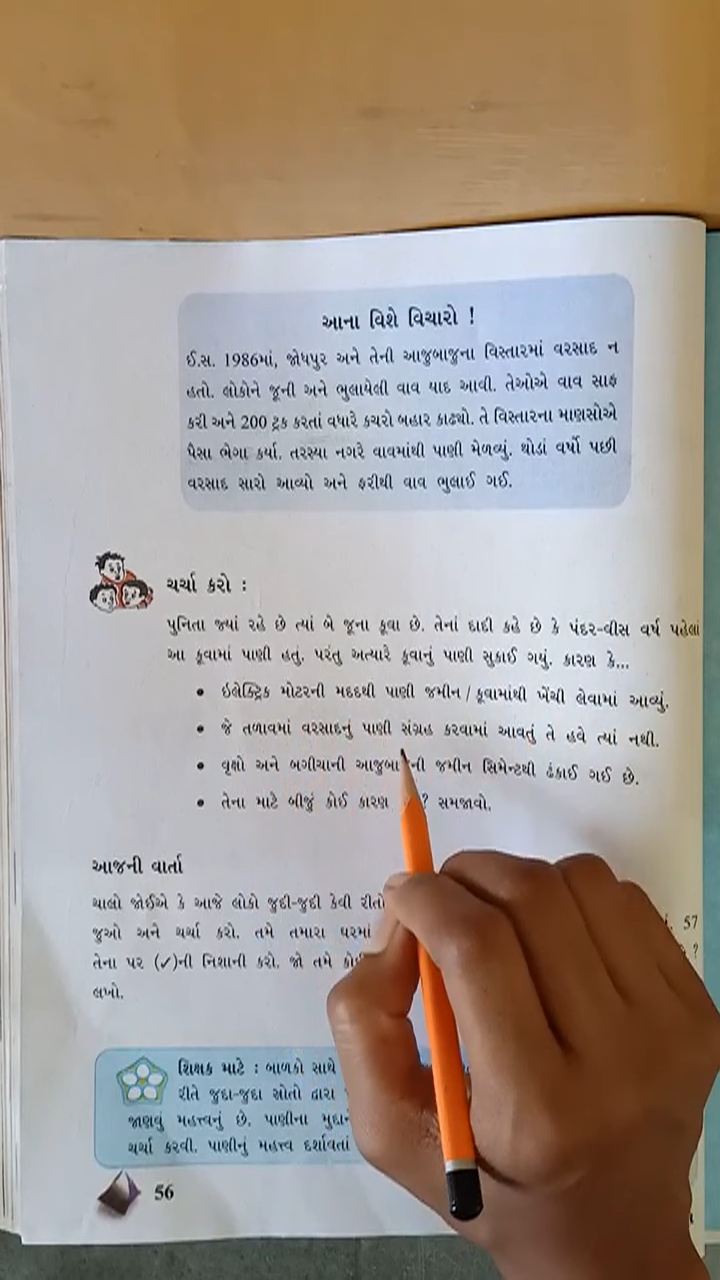 આના વિશે વિચારો !
ઈ.સ. 1986માં, જોધપુર અને તેની આજુબાજુના વિસ્તારમાં વરસાદ ન
હતો. લોકોને જૂની અને ભુલાયેલી વાવ યાદ આવી. તેઓએ વાવ સાફ
કરી અને 200 ટ્રક કરતાં વધારે કચરો બહાર કાઢ્યો. તે વિસ્તારના માણસોએ
પૈસા ભેગા કર્યા. તરસ્યા નગરે વાવમાંથી પાણી મેળવ્યું. થોડાં વર્ષો પછી
વરસાદ સારો આવ્યો અને ફરીથી વાવ ભુલાઈ ગઈ.
ચર્ચા કરો :
પુનિતા જ્યાં રહે છે ત્યાં બે જૂના કૂવા છે. તેનાં દાદી કહે છે કે પંદર-વીસ વર્ષ પહેલાં
આ કૂવામાં પાણી હતું. પરંતુ અત્યારે કૂવાનું પાણી સુકાઈ ગયું. કારણ કે...
• ઇલેક્ટ્રિક મોટરની મદદથી પાણી જમીન / કૂવામાંથી ખેંચી લેવામાં આવ્યું.
• જે તળાવમાં વરસાદનું પાણી સંગ્રહ કરવામાં આવતું તે હવે ત્યાં નથી.
• વૃક્ષો અને બગીચાની જમીન સિમેન્ટથી ઢંકાઈ ગઈ છે.
• તેના માટે બીજું કોઈ કારણ ? સમજાવો.
આજની વાર્તા
ચાલો જોઈએ કે આજે લોકો જુદી-જુદી કેવી રીતો 57
જુઓ અને ચર્ચા કરો. તમે તમારા ઘરમાં ?
તેના પર (✓)ની નિશાની કરો. જો તમે
લખો.
શિક્ષક માટે : બાળકો સાથે
રીતે જુદા-જુદા સ્રોતો દ્વારા
જાણવું મહત્ત્વનું છે. પાણીના
ચર્ચા કરવી. પાણીનું મહત્ત્વ દર્શાવતાં
56